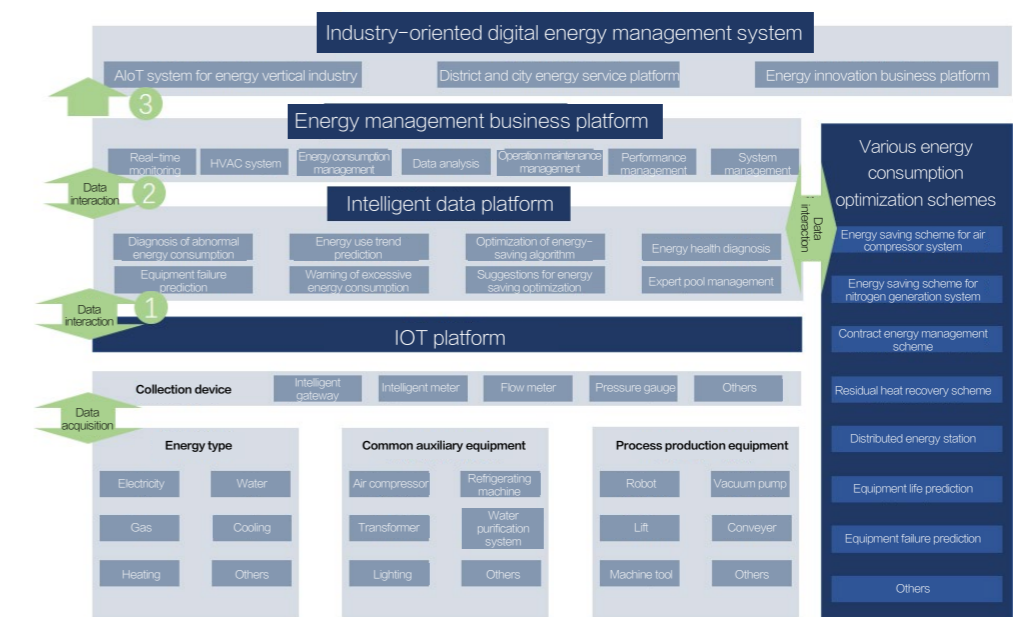 Industry-oriented digital energy management system
AIoT system for energy vertical industry
District and city energy service platform
Energy innovation business platform
3
Energy management business platform
Real-time
monitoring
HVAC system
Energy consumption
management
Data analysis
Operation maintenance
management
Performance
management
System
management
Data
interaction
2
Intelligent data platform
Diagnosis of abnormal
energy consumption
Energy use trend
prediction
Optimization of energy-
saving algorithm
Energy health diagnosis
Equipment failure
prediction
Warning of excessive
energy consumption
Suggestions for energy
saving optimization
Expert pool management
Data
interaction
1
IOT platform
Collection device
Intelligent
gateway
Intelligent meter
Flow meter
Pressure gauge
Others
Data
acquisition
Energy type
Electricity
Water
Gas
Cooling
Heating
Others
Common auxiliary equipment
Air compressor
Refrigerating
machine
Transformer
Water
purification
system
Lighting
Others
Process production equipment
Robot
Vacuum pump
Lift
Conveyer
Machine tool
Others
Data
interaction
Various energy
consumption
optimization schemes
Energy saving scheme for air
compressor system
Energy saving scheme for
nitrogen generation system
Contract energy management
scheme
Residual heat recovery scheme
Distributed energy station
Equipment life prediction
Equipment failure prediction
Others